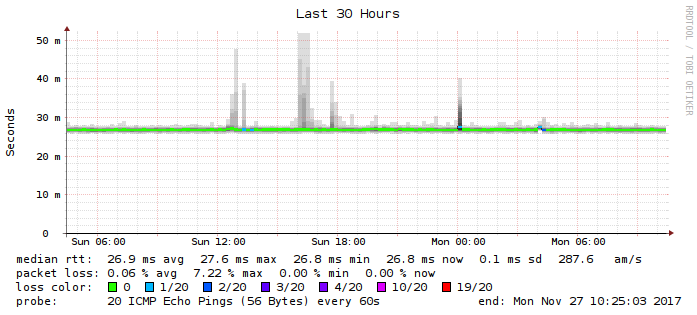 Last 30 Hours
RRDTOOL / TOBI OETIKER
Seconds
50 m
40 m
30 m
20 m
10 m
0
Sun 06:00 Sun 12:00 Sun 18:00 Mon 00:00 Mon 06:00
median rtt: 26.9 ms avg 27.6 ms max 26.8 ms min 26.8 ms now 0.1 ms sd 287.6 am/s
packet loss: 0.06 % avg 7.22 % max 0.00 % min 0.00 % now
loss color: 0 1/20 2/20 3/20 4/20 10/20 19/20
probe: 20 ICMP Echo Pings (56 Bytes) every 60s end: Mon Nov 27 10:25:03 2017